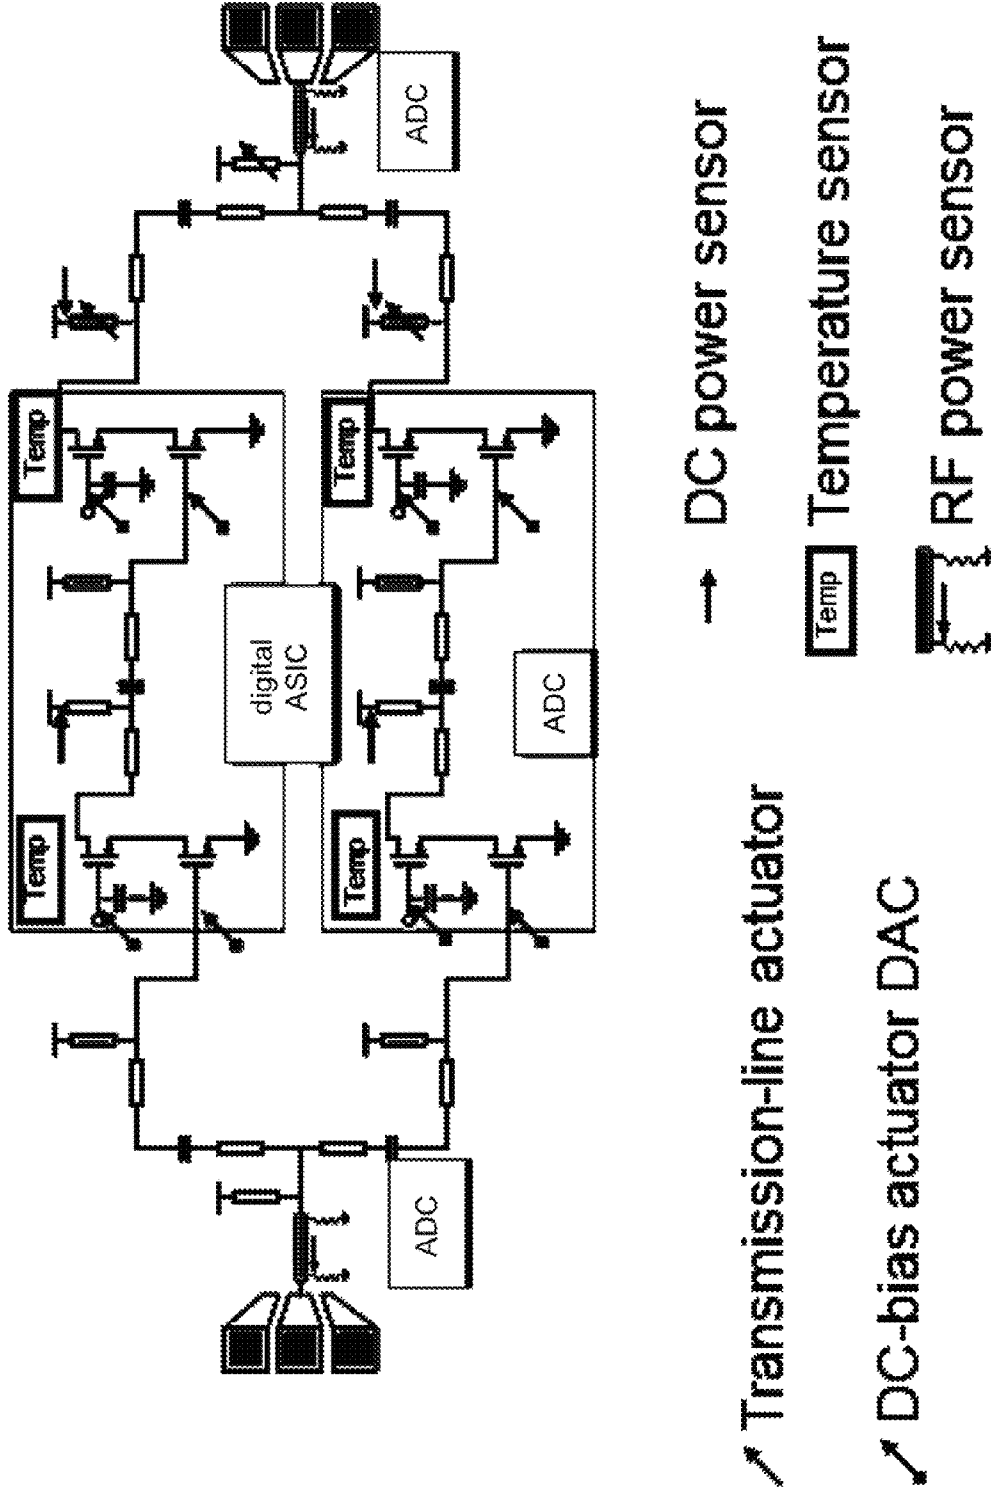 Temp
Temp
digital
ASIC
Temp
Temp
ADC
ADC
ADC
Transmission-line actuator
DC-bias actuator DAC
DC power sensor
Temp
Temperature sensor
RF power sensor